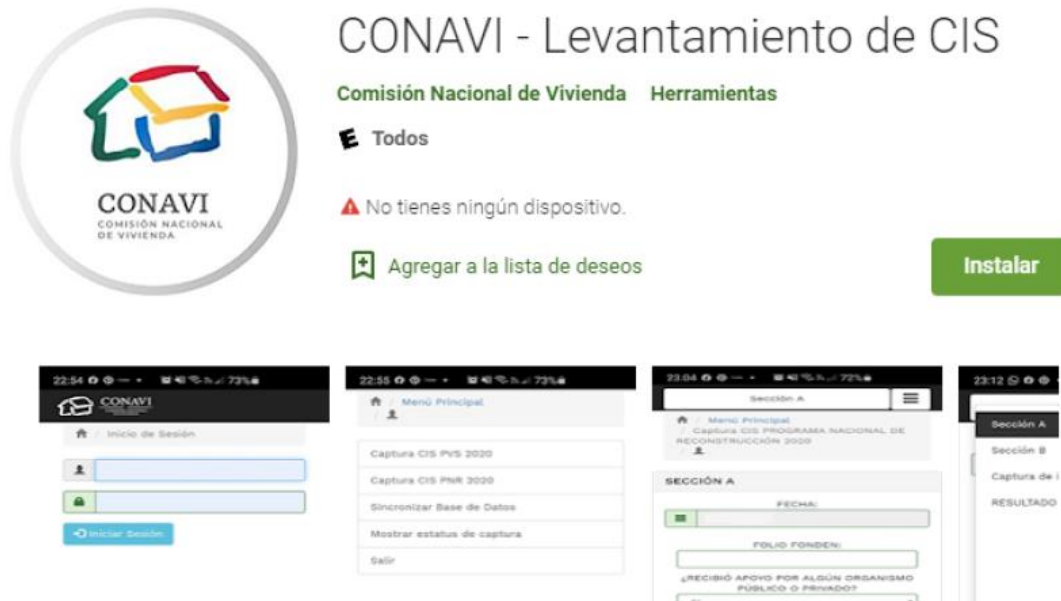 CONAVI - Levantamiento de CIS
Comisión Nacional de Vivienda Herramientas
E Todos
No tienes ningún dispositivo.
Agregar a la lista de deseos
Instalar
CONAVI
COMISIÓN NACIONAL
DE VIVIENDA
22:54 73%
CONAVI
/ Inicio de Sesión
Iniciar Sesión
22:55 73%
/ Menú Principal
/
Captura CIS PVS 2020
Captura CIS PNR 2020
Sincronizar Base de Datos
Mostrar estatus de captura
Salir
23:04 72%
Sección A
/ Menú Principal
/ Captura CIS PROGRAMA NACIONAL DE
RECONSTRUCCIÓN 2020
/
SECCIÓN A
FECHA:
FOLIO FONDEN:
¿RECIBIÓ APOYO POR ALGÚN ORGANISMO
PÚBLICO O PRIVADO?
23:12
Sección A
Sección B
Captura de i
RESULTADO